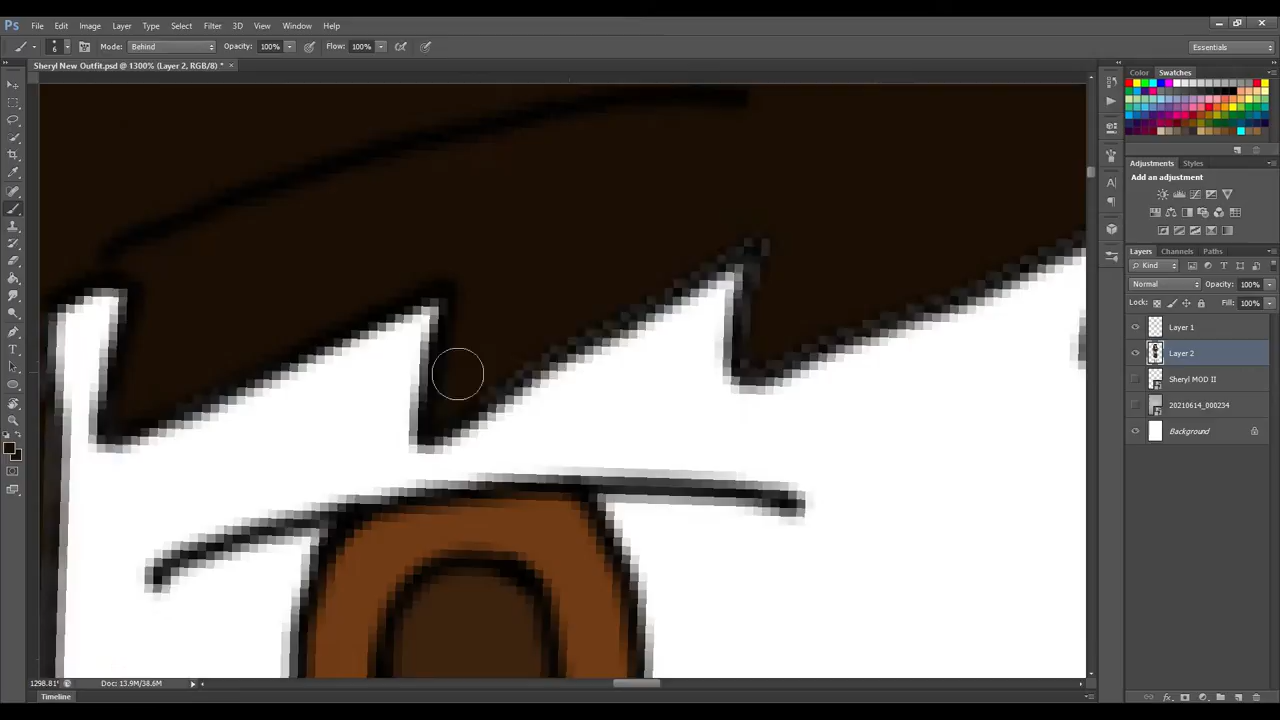 Ps File Edit Image Layer Type Select Filter 3D View Window Help
6 Mode: Behind Opacity: 100% Flow: 100% Essentials
Sheryl New Outfit.psd @ 1300% (Layer 2, RGB/8) * ×
Color Swatches
Adjustments Styles
Add an adjustment
Layers Channels Paths
Kind
Normal Opacity: 100%
Lock: Fill: 100%
Layer 1
Layer 2
Sheryl MOD II
20210614_000234
Background
1298.81% Doc: 13.9M/38.6M
Timeline